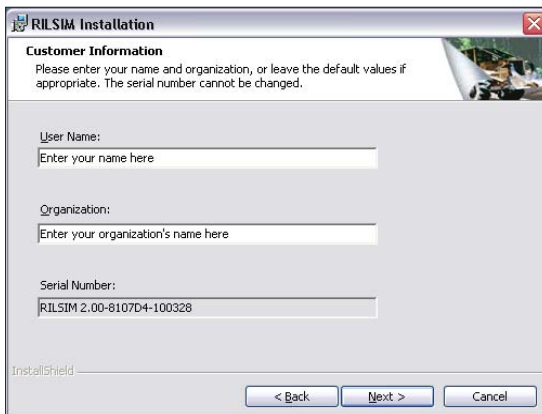 RILSIM Installation
Customer Information
Please enter your name and organization, or leave the default values if
appropriate. The serial number cannot be changed.
User Name:
Enter your name here
Organization:
Enter your organization's name here
Serial Number:
RILSIM 2.00-8107D4-100328
InstallShield
< Back Next > Cancel